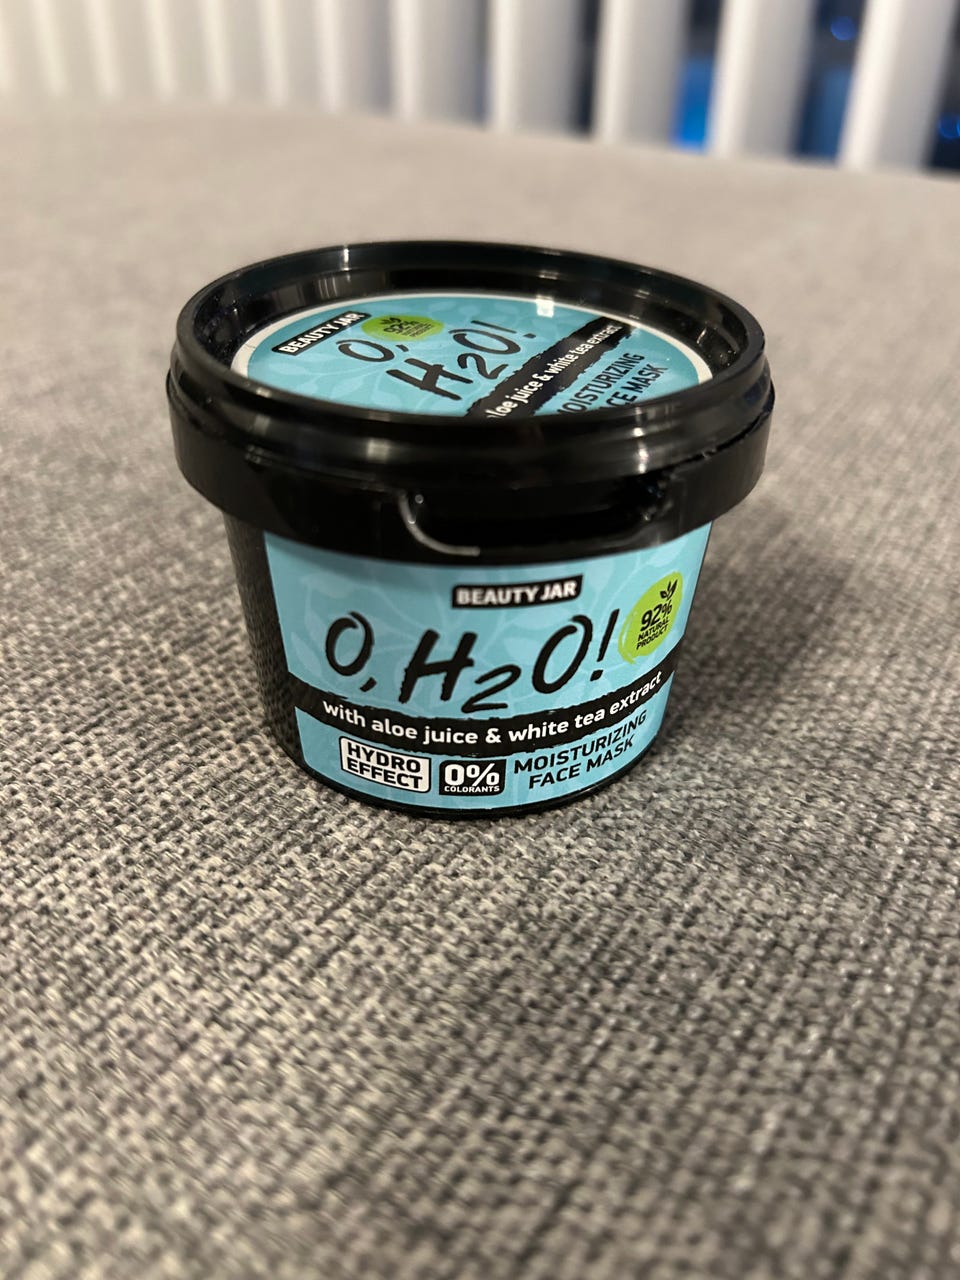 BEAUTY JAR
92%
O,
H2O!
aloe juice & white tea extract
MOISTURIZING
FACE MASK
BEAUTY JAR
O, H2O!
92%
NATURAL
PRODUCT
with aloe juice & white tea extract
HYDRO
EFFECT
0%
COLORANTS
MOISTURIZING
FACE MASK